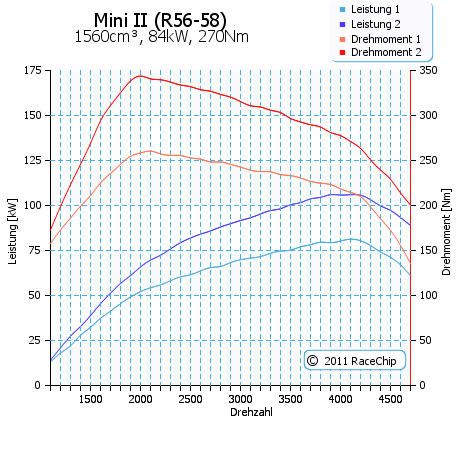 Mini II (R56-58)
1560cm³, 84kW, 270Nm
Leistung 1
Leistung 2
Drehmoment 1
Drehmoment 2
175
150
125
100
75
50
25
0
Leistung [kW]
350
300
250
200
150
100
50
0
Drehmoment [Nm]
1500 2000 2500 3000 3500 4000 4500
Drehzahl
© 2011 RaceChip